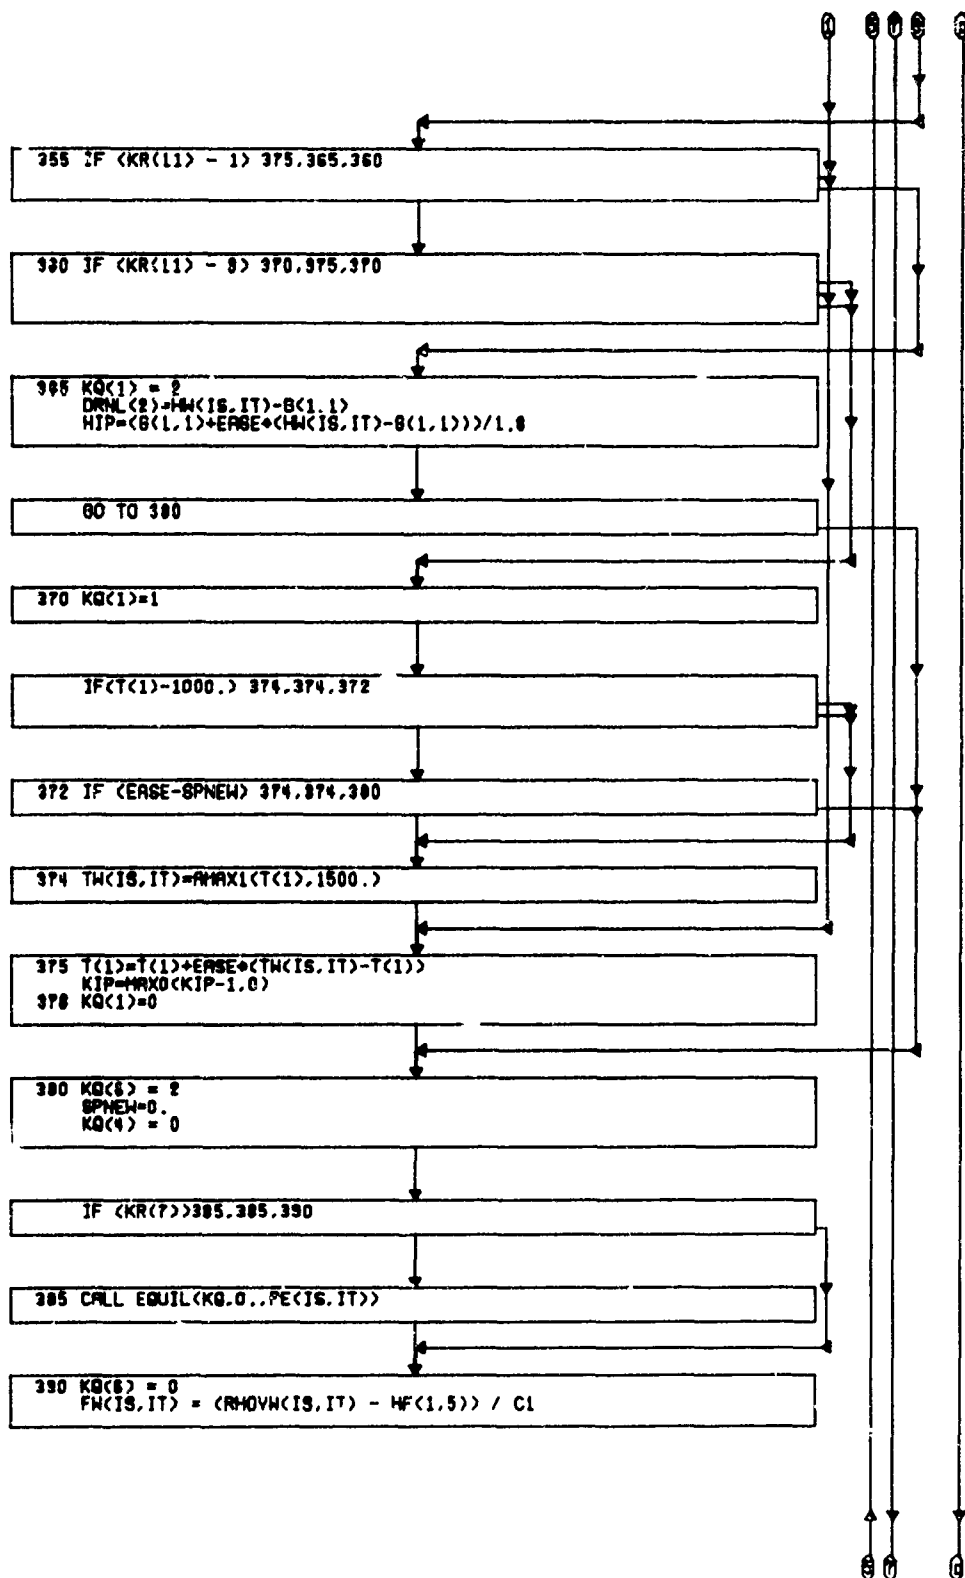 355 IF (KR(11) - 1) 375,365,360
360 IF (KR(11) - 3) 370,375,370
365 KQ(1) = 2
DRNL(2)=HW(IS,IT)-G(1,1)
HIP=(G(1,1)+EASE*(HW(IS,IT)-G(1,1)))/1.8
GO TO 380
370 KQ(1)=1
IF(T(1)-1000.) 374,374,372
372 IF (EASE-SPNEW) 374,374,380
374 TW(IS,IT)=AMAX1(T(1),1500.)
375 T(1)=T(1)+EASE*(TW(IS,IT)-T(1))
KIP=MAX0(KIP-1,0)
378 KQ(1)=0
380 KQ(6) = 2
SPNEW=0.
KQ(4) = 0
IF (KR(7))385,385,390
385 CALL EQUIL(KQ,0.,PE(IS,IT))
390 KQ(6) = 0
FW(IS,IT) = (RHOVW(IS,IT) - HF(1,5)) / C1